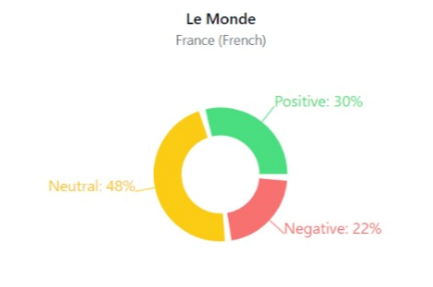 Le Monde
France (French)
Positive: 30%
Neutral: 48%
Negative: 22%